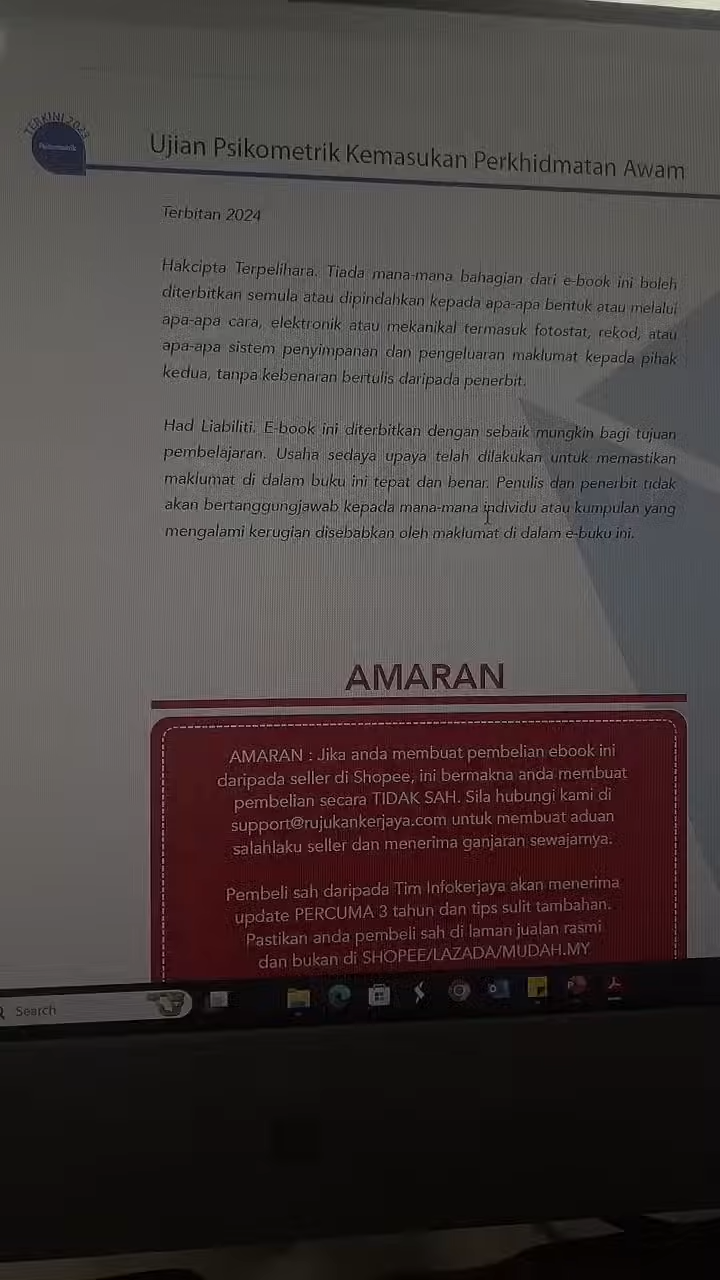 TERKINI 2023
Psikometrik
Ujian Psikometrik Kemasukan Perkhidmatan Awam
Terbitan 2024
Hakcipta Terpelihara. Tiada mana-mana bahagian dari e-book ini boleh
diterbitkan semula atau dipindahkan kepada apa-apa bentuk atau melalui
apa-apa cara, elektronik atau mekanikal termasuk fotostat, rekod, atau
apa-apa sistem penyimpanan dan pengeluaran maklumat kepada pihak
kedua, tanpa kebenaran bertulis daripada penerbit.
Had Liabiliti. E-book ini diterbitkan dengan sebaik mungkin bagi tujuan
pembelajaran. Usaha sedaya upaya telah dilakukan untuk memastikan
maklumat di dalam buku ini tepat dan benar. Penulis dan penerbit tidak
akan bertanggungjawab kepada mana-mana individu atau kumpulan yang
mengalami kerugian disebabkan oleh maklumat di dalam e-buku ini.
AMARAN
AMARAN : Jika anda membuat pembelian ebook ini
daripada seller di Shopee, ini bermakna anda membuat
pembelian secara TIDAK SAH. Sila hubungi kami di
support@rujukankerjaya.com untuk membuat aduan
salahlaku seller dan menerima ganjaran sewajarnya.
Pembeli sah daripada Tim Infokerjaya akan menerima
update PERCUMA 3 tahun dan tips sulit tambahan.
Pastikan anda pembeli sah di laman jualan rasmi
dan bukan di SHOPEE/LAZADA/MUDAH.MY
Search